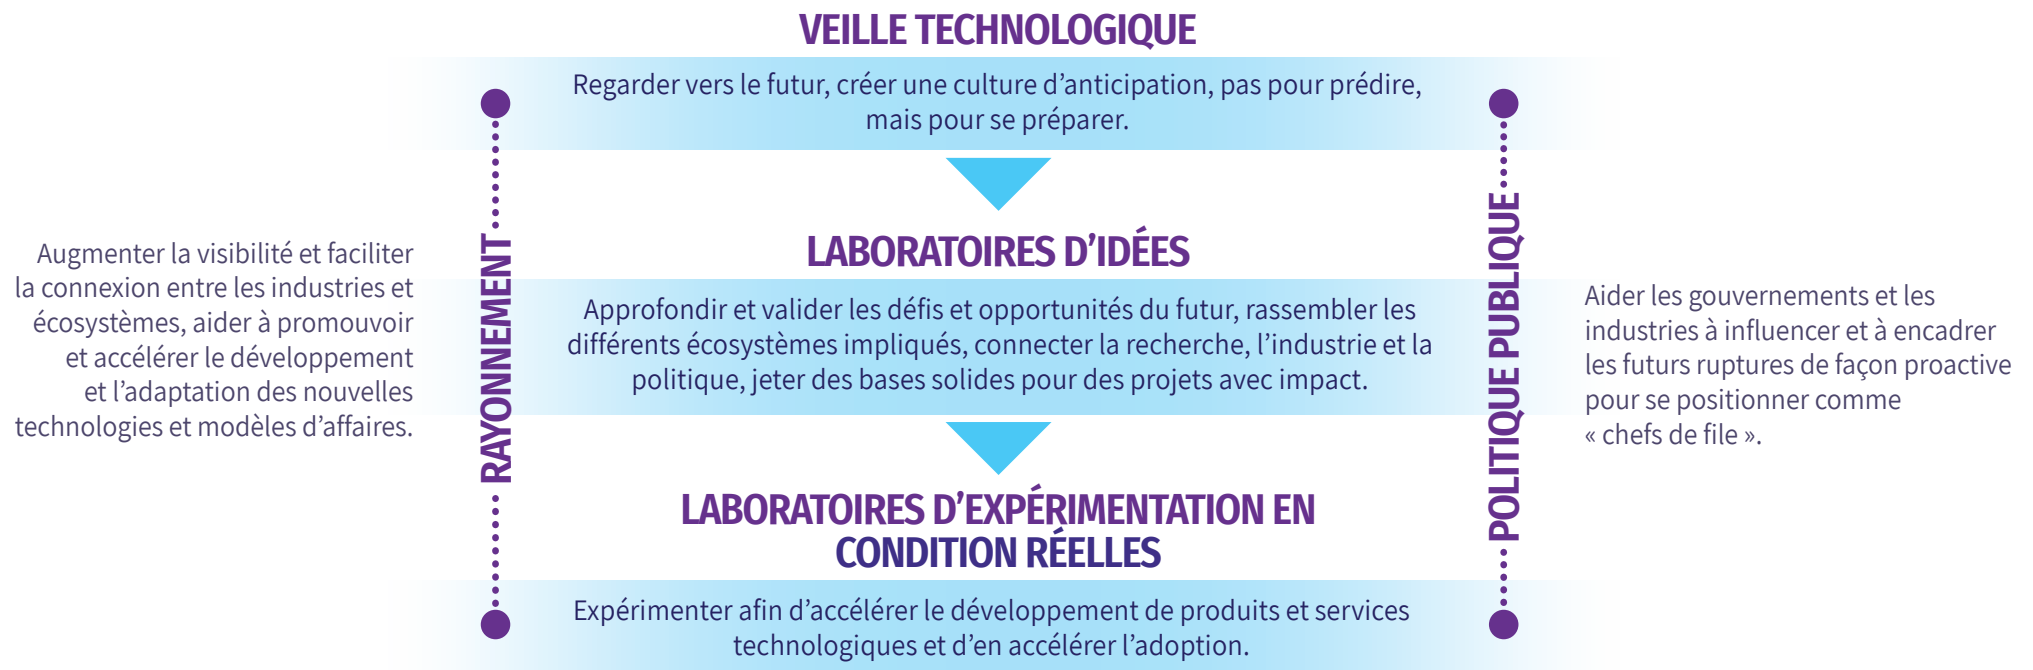 VEILLE TECHNOLOGIQUE
Regarder vers le futur, créer une culture d’anticipation, pas pour prédire,
mais pour se préparer.
RAYONNEMENT
Augmenter la visibilité et faciliter
la connexion entre les industries et
écosystèmes, aider à promouvoir
et accélérer le développement
et l’adaptation des nouvelles
technologies et modèles d’affaires.
LABORATOIRES D’IDÉES
Approfondir et valider les défis et opportunités du futur, rassembler les
différents écosystèmes impliqués, connecter la recherche, l’industrie et la
politique, jeter des bases solides pour des projets avec impact.
POLITIQUE PUBLIQUE
Aider les gouvernements et les
industries à influencer et à encadrer
les futurs ruptures de façon proactive
pour se positionner comme
« chefs de file ».
LABORATOIRES D’EXPÉRIMENTATION EN
CONDITION RÉELLES
Expérimenter afin d’accélérer le développement de produits et services
technologiques et d’en accélérer l’adoption.